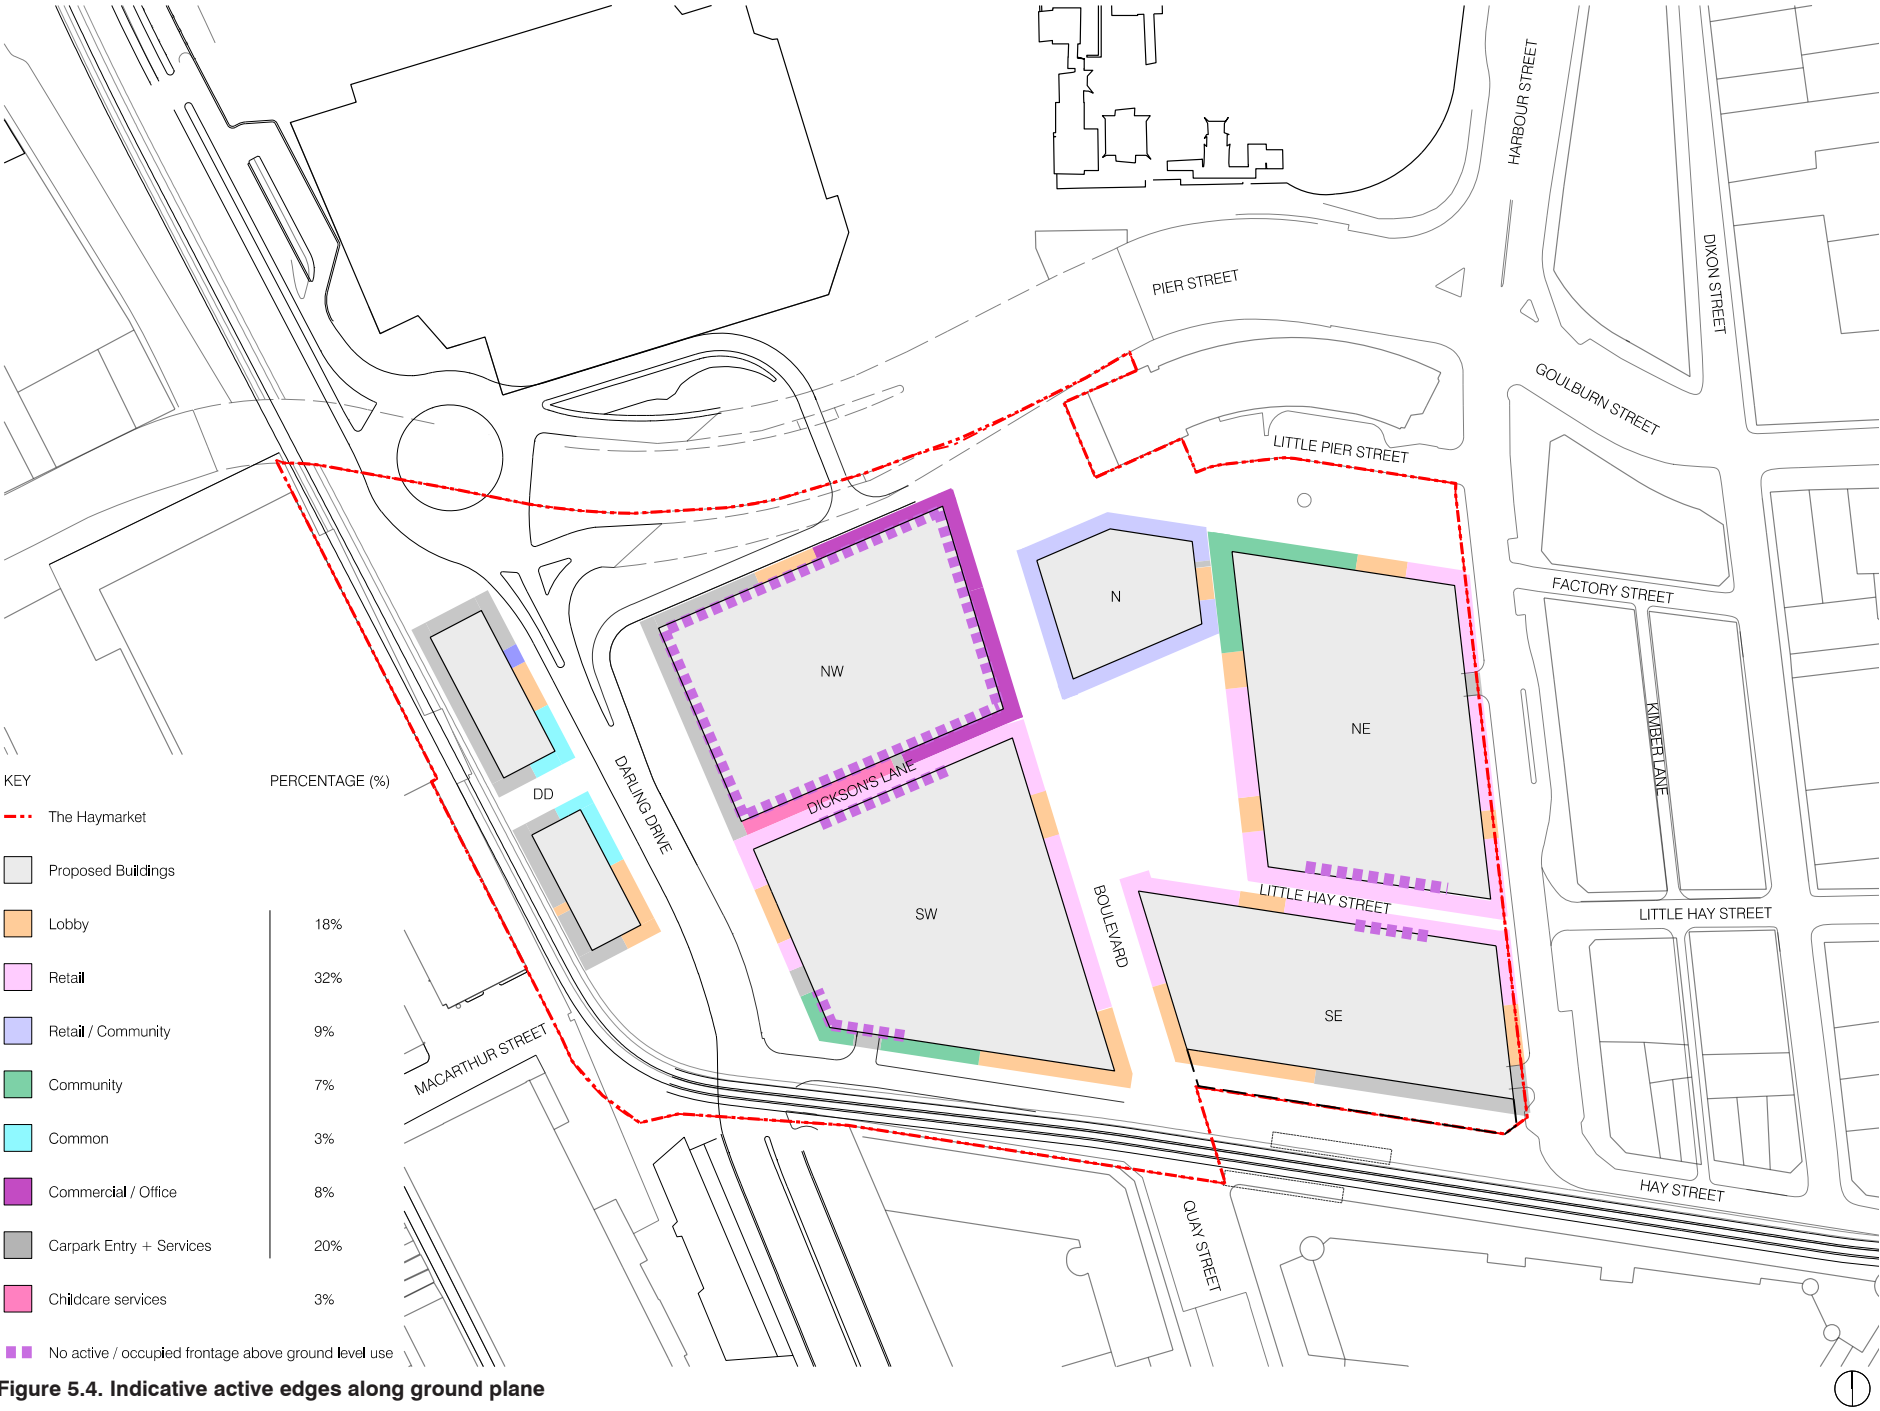 HARBOUR STREET
DIXON STREET
PIER STREET
GOULBURN STREET
LITTLE PIER STREET
FACTORY STREET
N
NW
NE
KIMBER LANE
DARLING DRIVE
DICKSON'S LANE
DD
LITTLE HAY STREET
LITTLE HAY STREET
BOULEVARD
SW
SE
MACARTHUR STREET
HAY STREET
QUAY STREET
KEY PERCENTAGE (%)
The Haymarket
Proposed Buildings
Lobby 18%
Retail 32%
Retail / Community 9%
Community 7%
Common 3%
Commercial / Office 8%
Carpark Entry + Services 20%
Childcare services 3%
No active / occupied frontage above ground level use
Figure 5.4. Indicative active edges along ground plane